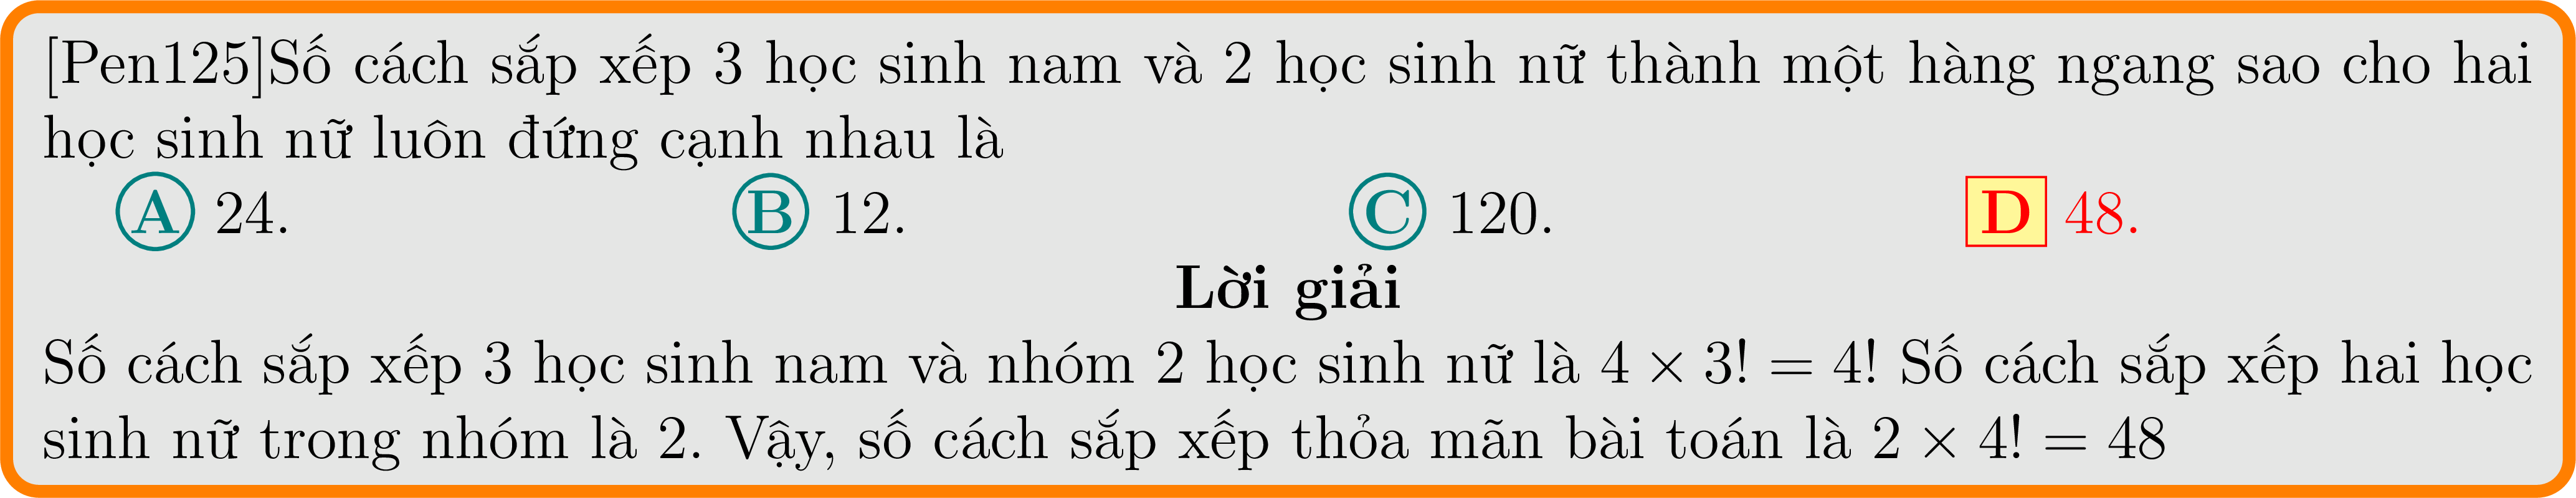 [Pen125]Số cách sắp xếp 3 học sinh nam và 2 học sinh nữ thành một hàng ngang sao cho hai
học sinh nữ luôn đứng cạnh nhau là
A 24. B 12. C 120. D 48.
Lời giải
Số cách sắp xếp 3 học sinh nam và nhóm 2 học sinh nữ là 4 × 3! = 4! Số cách sắp xếp hai học
sinh nữ trong nhóm là 2. Vậy, số cách sắp xếp thỏa mãn bài toán là 2 × 4! = 48